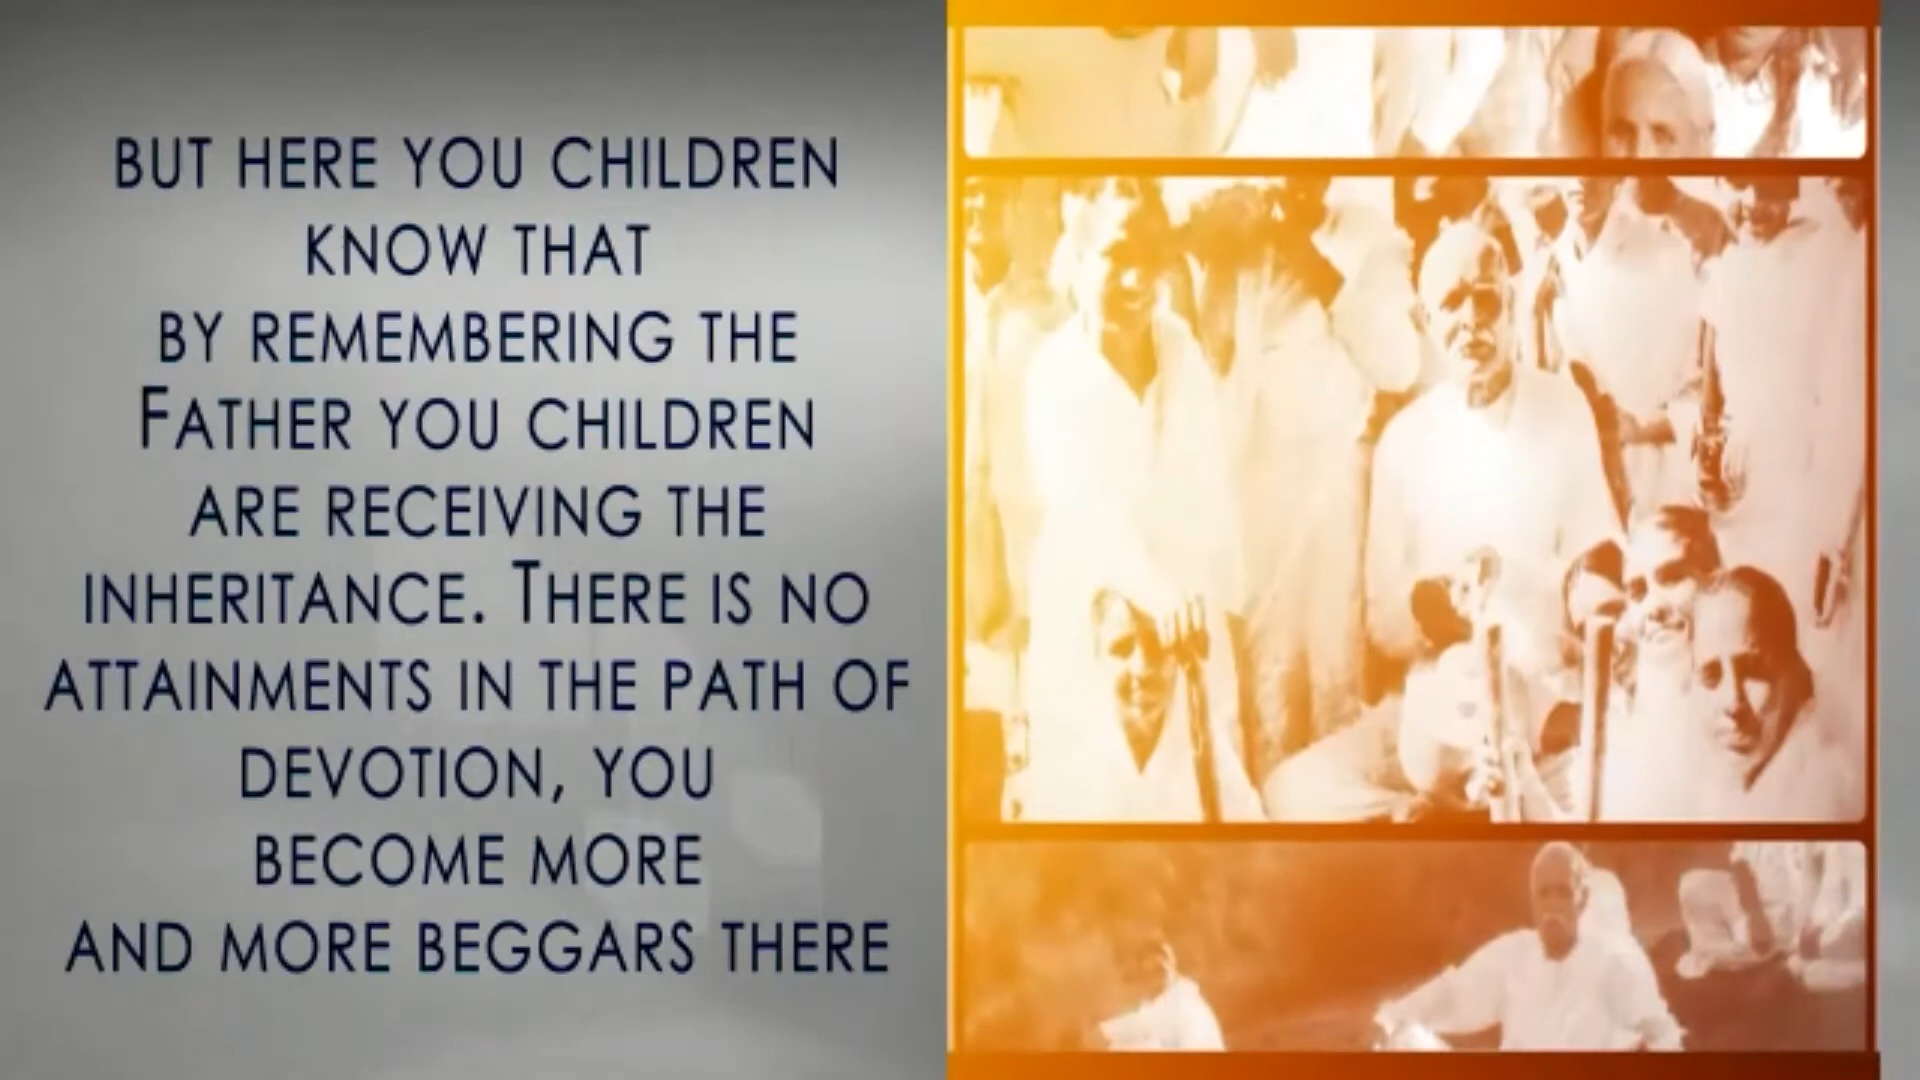 BUT HERE YOU CHILDREN
KNOW THAT
BY REMEMBERING THE
FATHER YOU CHILDREN
ARE RECEIVING THE
INHERITANCE. THERE IS NO
ATTAINMENTS IN THE PATH OF
DEVOTION, YOU
BECOME MORE
AND MORE BEGGARS THERE